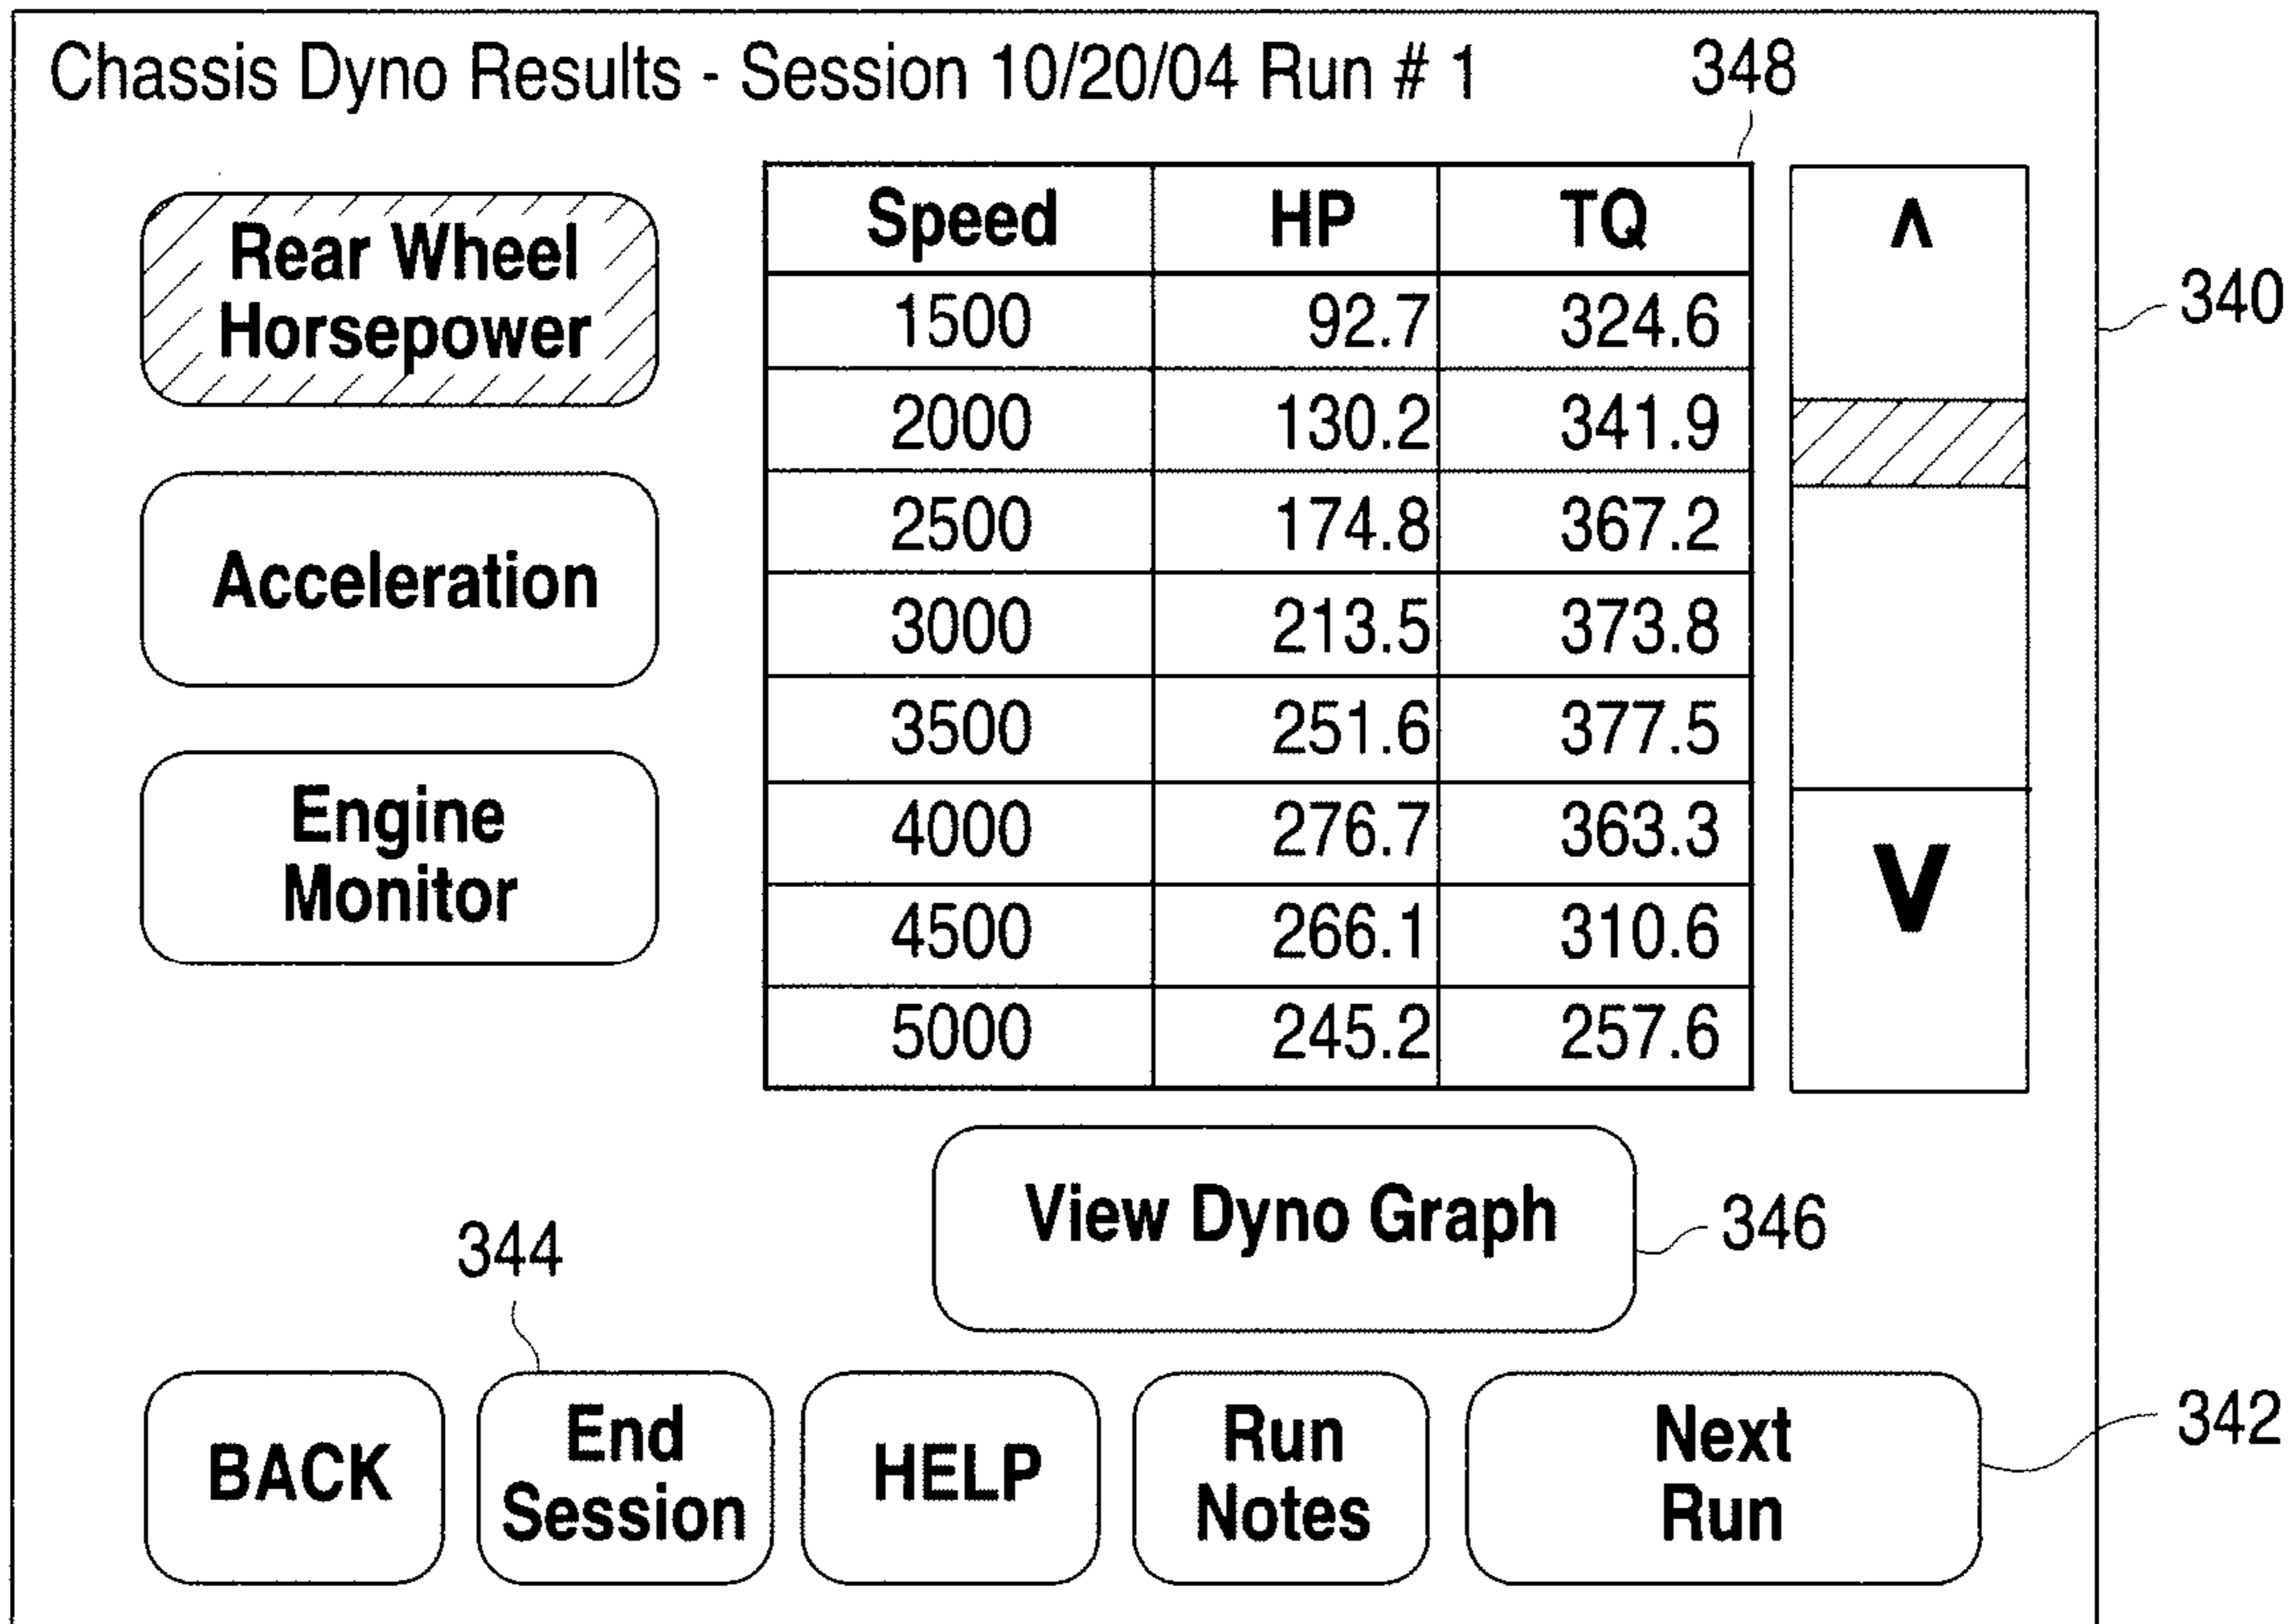 Chassis Dyno Results - Session 10/20/04 Run # 1
348
Rear Wheel
Horsepower
Acceleration
Engine
Monitor
Speed HP TQ
1500 92.7 324.6
2000 130.2 341.9
2500 174.8 367.2
3000 213.5 373.8
3500 251.6 377.5
4000 276.7 363.3
4500 266.1 310.6
5000 245.2 257.6
Λ
V
340
View Dyno Graph
346
344
BACK
End
Session
HELP
Run
Notes
Next
Run
342